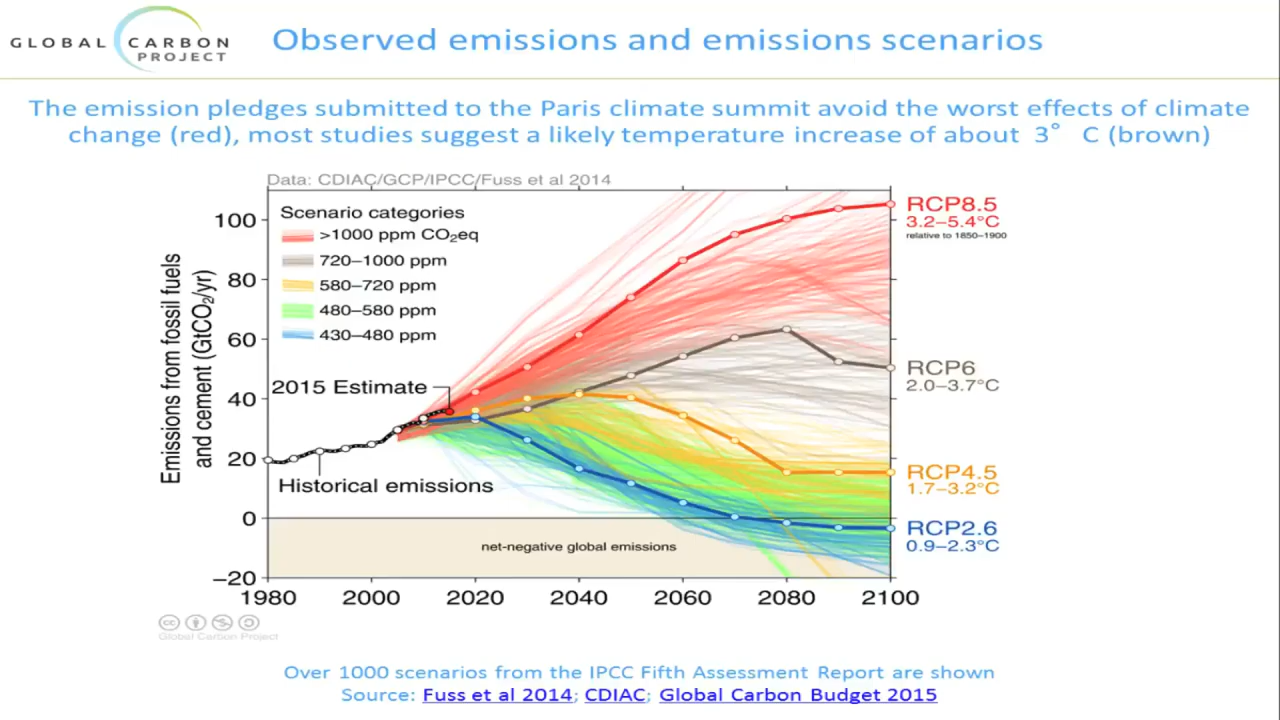 GLOBAL CARBON PROJECT
Observed emissions and emissions scenarios
The emission pledges submitted to the Paris climate summit avoid the worst effects of climate
change (red), most studies suggest a likely temperature increase of about 3° C (brown)
Data: CDIAC/GCP/IPCC/Fuss et al 2014
Emissions from fossil fuels
and cement (GtCO₂/yr)
100
80
60
40
20
0
−20
Scenario categories
>1000 ppm CO₂eq
720–1000 ppm
580–720 ppm
480–580 ppm
430–480 ppm
2015 Estimate
Historical emissions
net-negative global emissions
RCP8.5
3.2–5.4°C
relative to 1850–1900
RCP6
2.0–3.7°C
RCP4.5
1.7–3.2°C
RCP2.6
0.9–2.3°C
1980 2000 2020 2040 2060 2080 2100
cc
Global Carbon Project
Over 1000 scenarios from the IPCC Fifth Assessment Report are shown
Source: Fuss et al 2014; CDIAC; Global Carbon Budget 2015